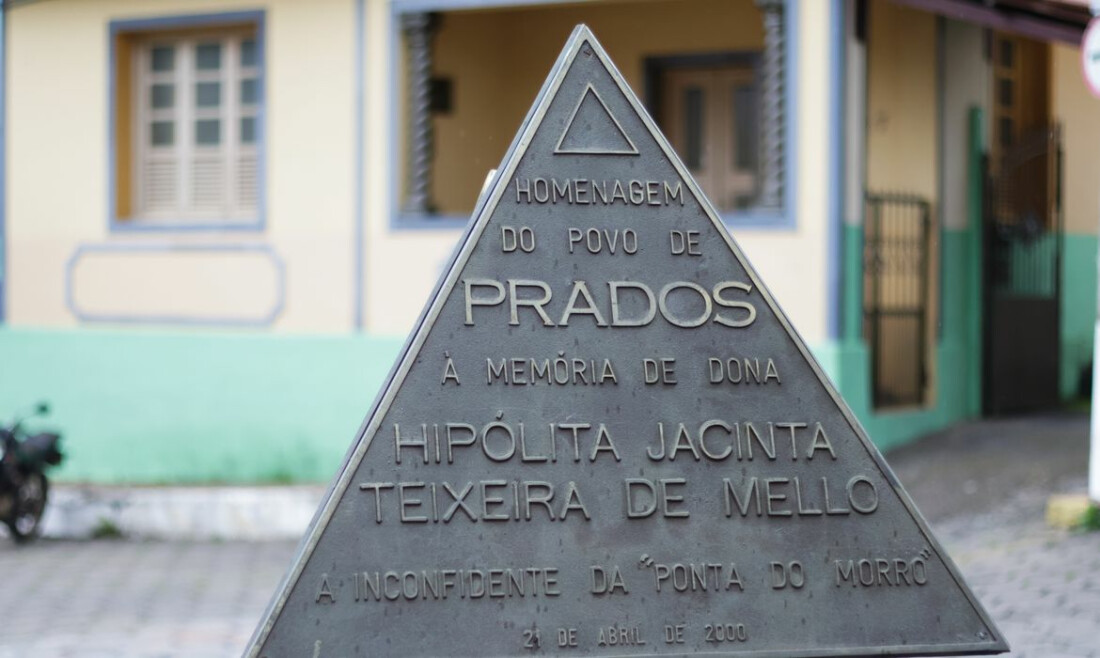 HOMENAGEM
DO POVO DE
PRADOS
À MEMÓRIA DE DONA
HIPÓLITA JACINTA
TEIXEIRA DE MELLO
A INCONFIDENTE DA "PONTA DO MORRO"
21 DE ABRIL DE 2000